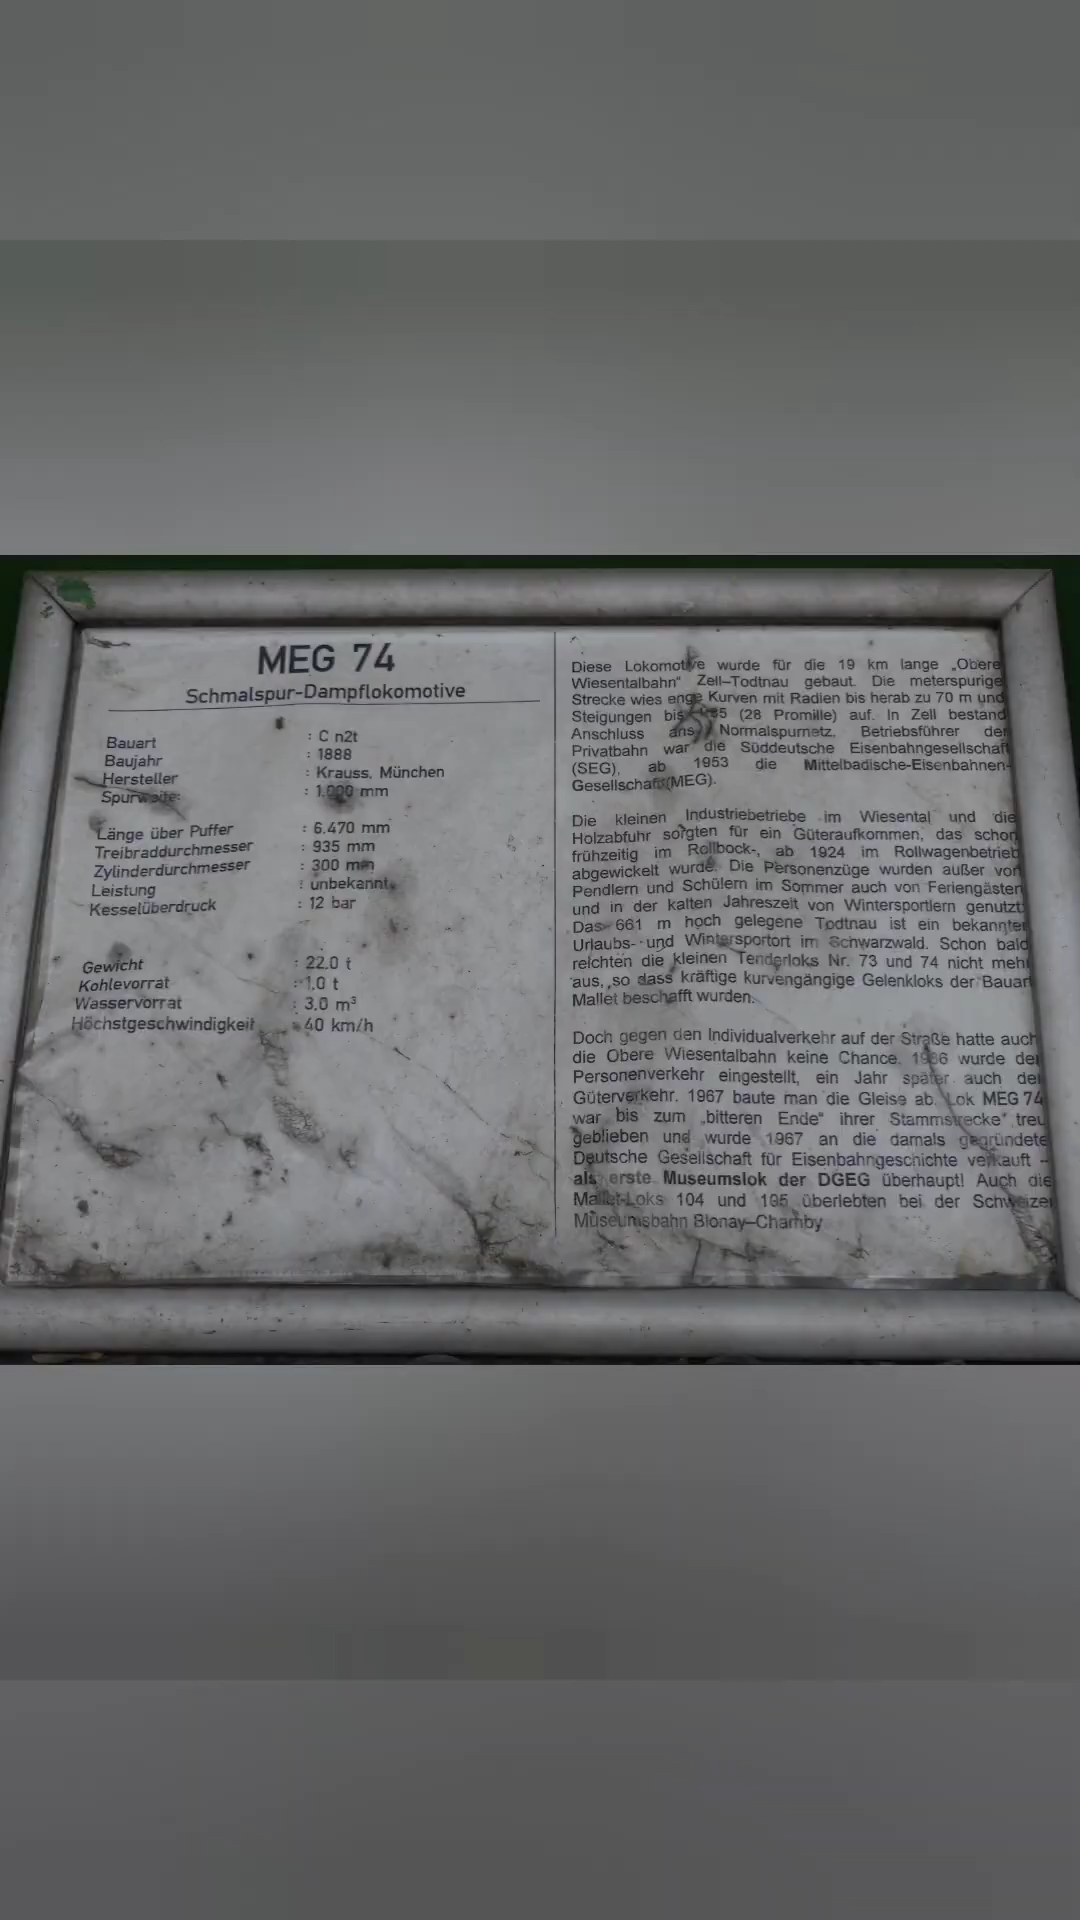 MEG 74
Schmalspur-Dampflokomotive
Bauart : C n2t
Baujahr : 1888
Hersteller : Krauss, München
Spurweite: : 1.000 mm
Länge über Puffer : 6.470 mm
Treibraddurchmesser : 935 mm
Zylinderdurchmesser : 300 mm
Leistung : unbekannt
Kesselüberdruck : 12 bar
Gewicht : 22.0 t
Kohlevorrat : 1.0 t
Wasservorrat : 3.0 m³
Höchstgeschwindigkeit : 40 km/h
Diese Lokomotive wurde für die 19 km lange „Obere
Wiesentalbahn“ Zell–Todtnau gebaut. Die meterspurige
Strecke wies enge Kurven mit Radien bis herab zu 70 m und
Steigungen bis (28 Promille) auf. In Zell bestand
Anschluss ans Normalspurnetz. Betriebsführer der
Privatbahn war die Süddeutsche Eisenbahngesellschaft
(SEG), ab 1953 die Mittelbadische-Eisenbahnen-
Gesellschaft (MEG).
Die kleinen Industriebetriebe im Wiesental und die
Holzabfuhr sorgten für ein Güteraufkommen, das schon
frühzeitig im Rollbock-, ab 1924 im Rollwagenbetrieb
abgewickelt wurde. Die Personenzüge wurden außer von
Pendlern und Schülern im Sommer auch von Feriengästen
und in der kalten Jahreszeit von Wintersportlern genutzt.
Das 661 m hoch gelegene Todtnau ist ein bekannter
Urlaubs- und Wintersportort im Schwarzwald. Schon bald
reichten die kleinen Tenderloks Nr. 73 und 74 nicht mehr
aus, so dass kräftige kurvengängige Gelenkloks der Bauart
Mallet beschafft wurden.
Doch gegen den Individualverkehr auf der Straße hatte auch
die Obere Wiesentalbahn keine Chance. 1966 wurde der
Personenverkehr eingestellt, ein Jahr später auch der
Güterverkehr. 1967 baute man die Gleise ab. Lok MEG 74
war bis zum „bitteren Ende“ ihrer Stammstrecke treu
geblieben und wurde 1967 an die damals gegründete
Deutsche Gesellschaft für Eisenbahngeschichte verkauft –
als erste Museumslok der DGEG überhaupt! Auch die
Mallet-Loks 104 und 105 überlebten bei der Schweizer
Museumsbahn Blonay–Chamby